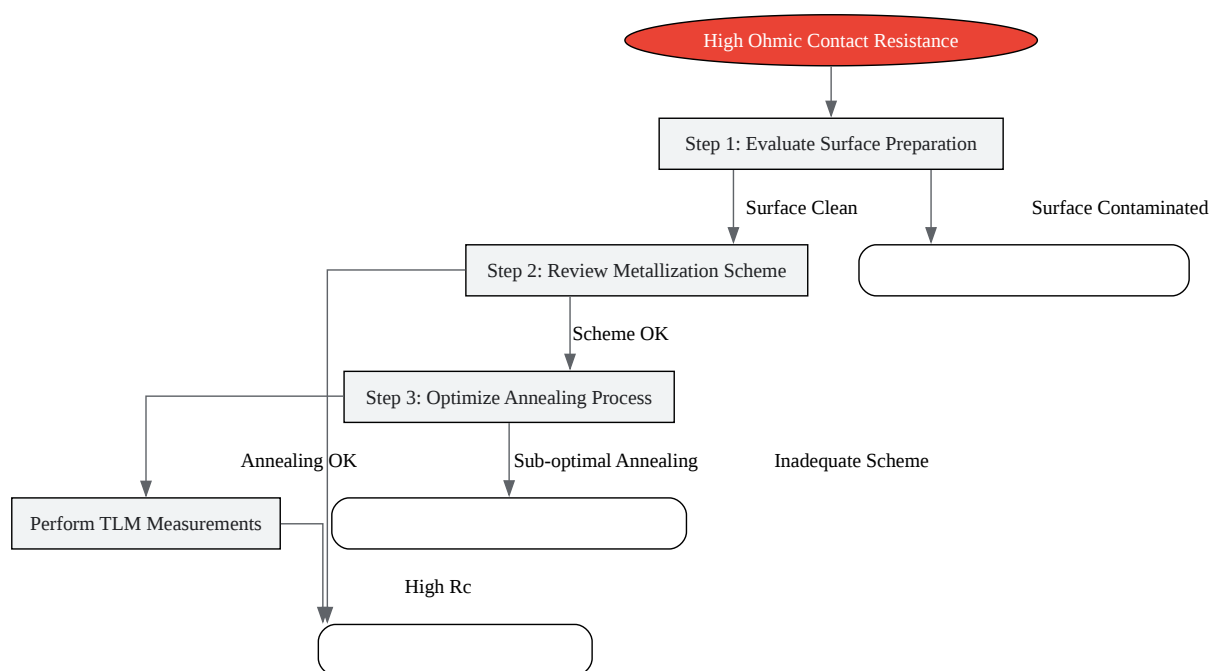 High Ohmic Contact Resistance
Step 1: Evaluate Surface Preparation
Surface Clean
Surface Contaminated
Step 2: Review Metallization Scheme
Scheme OK
Step 3: Optimize Annealing Process
Annealing OK
Sub-optimal Annealing
Inadequate Scheme
Perform TLM Measurements
High Rc